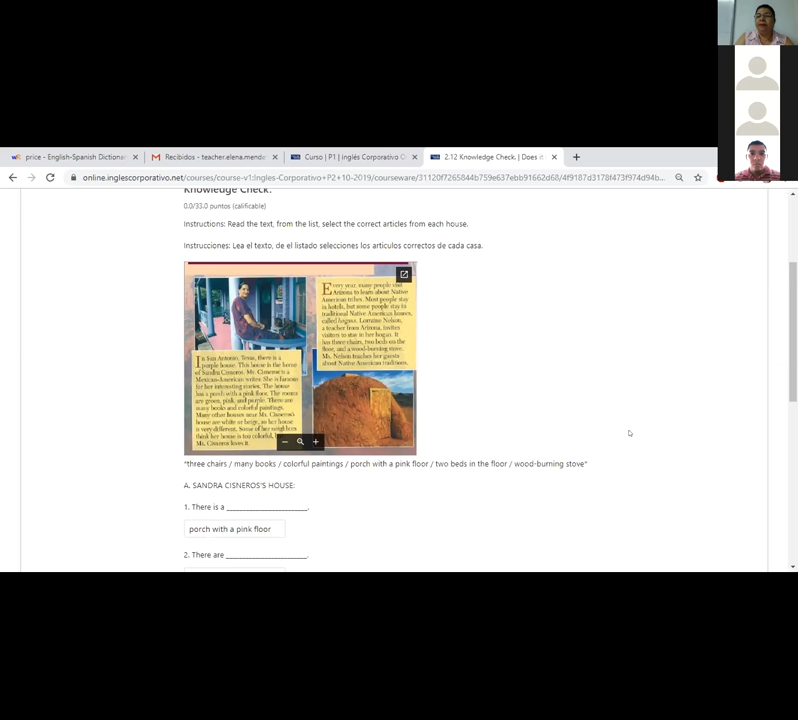 price - English-Spanish Dictionar
Recibidos - teacher.elena.mende
Curso | P1 | Inglés Corporativo O
2.12 Knowledge Check. | Does it
online.inglescorporativo.net/courses/course-v1:Ingles-Corporativo+P2+10-2019/courseware/31120f7265844b759e637ebb91662d68/4f9187d3178f473f974d94b...
Knowledge Check.
0.0/33.0 puntos (calificable)
Instructions: Read the text, from the list, select the correct articles from each house.
Instrucciones: Lea el texto, de el listado selecciones los artículos correctos de cada casa.
Every year, many people visit
Arizona to learn about Native
American tribes. Most people stay
in hotels, but some people stay in
traditional Native American homes,
called hogans. Lorraine Nelson,
a teacher from Arizona, invites
visitors to stay in her hogan. It
has three chairs, two beds on the
floor, and a wood-burning stove.
Ms. Nelson teaches her guests
about Native American traditions.
In San Antonio, Texas, there is a
purple house. This house is the home
of Sandra Cisneros. Ms. Cisneros is a
Mexican-American writer. She is famous
for her interesting stories. The house
has a porch with a pink floor. The rooms
are green, pink, and purple. There are
many books and colorful paintings.
Many other houses near Ms. Cisneros's
house are white or beige, so her house
is very different. Some of her neighbors
think her house is too colorful,
Ms. Cisneros loves it.
"three chairs / many books / colorful paintings / porch with a pink floor / two beds in the floor / wood-burning stove"
A. SANDRA CISNEROS'S HOUSE:
1. There is a ______________________.
porch with a pink floor
2. There are ______________________.